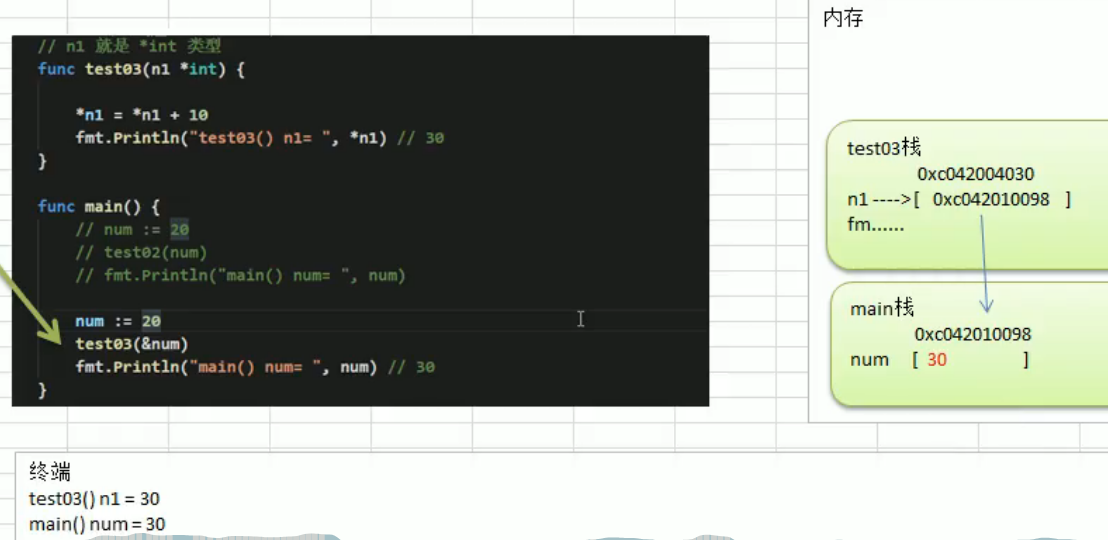 // n1 就是 *int 类型
func test03(n1 *int) {
*n1 = *n1 + 10
fmt.Println("test03() n1= ", *n1) // 30
}
func main() {
// num := 20
// test02(num)
// fmt.Println("main() num= ", num)
num := 20
test03(&num)
fmt.Println("main() num= ", num) // 30
}
内存
test03栈
0xc042004030
n1 ---->[ 0xc042010098 ]
fm......
main栈
0xc042010098
num [ 30 ]
终端
test03() n1 = 30
main() num = 30